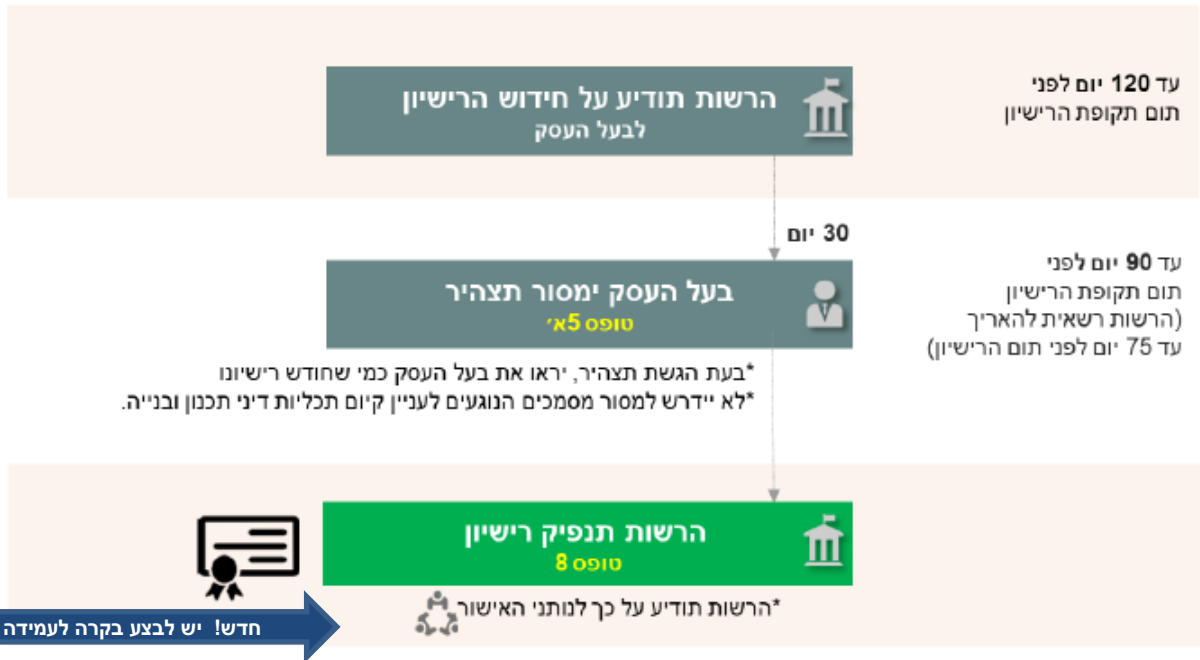 עד 120 יום לפני
תום תקופת הרישיון
הרשות תודיע על חידוש הרישיון
לבעל העסק
30 יום
עד 90 יום לפני
תום תקופת הרישיון
(הרשות רשאית להאריך
עד 75 יום לפני תום הרישיון)
בעל העסק ימסור תצהיר
טופס 5א׳
*בעת הגשת תצהיר, יראו את בעל העסק כמי שחודש רישיונו
*לא יידרש למסור מסמכים הנוגעים לעניין קיום תכליות דיני תכנון ובנייה.
הרשות תנפיק רישיון
טופס 8
*הרשות תודיע על כך לנותני האישור
חדש! יש לבצע בקרה לעמידה